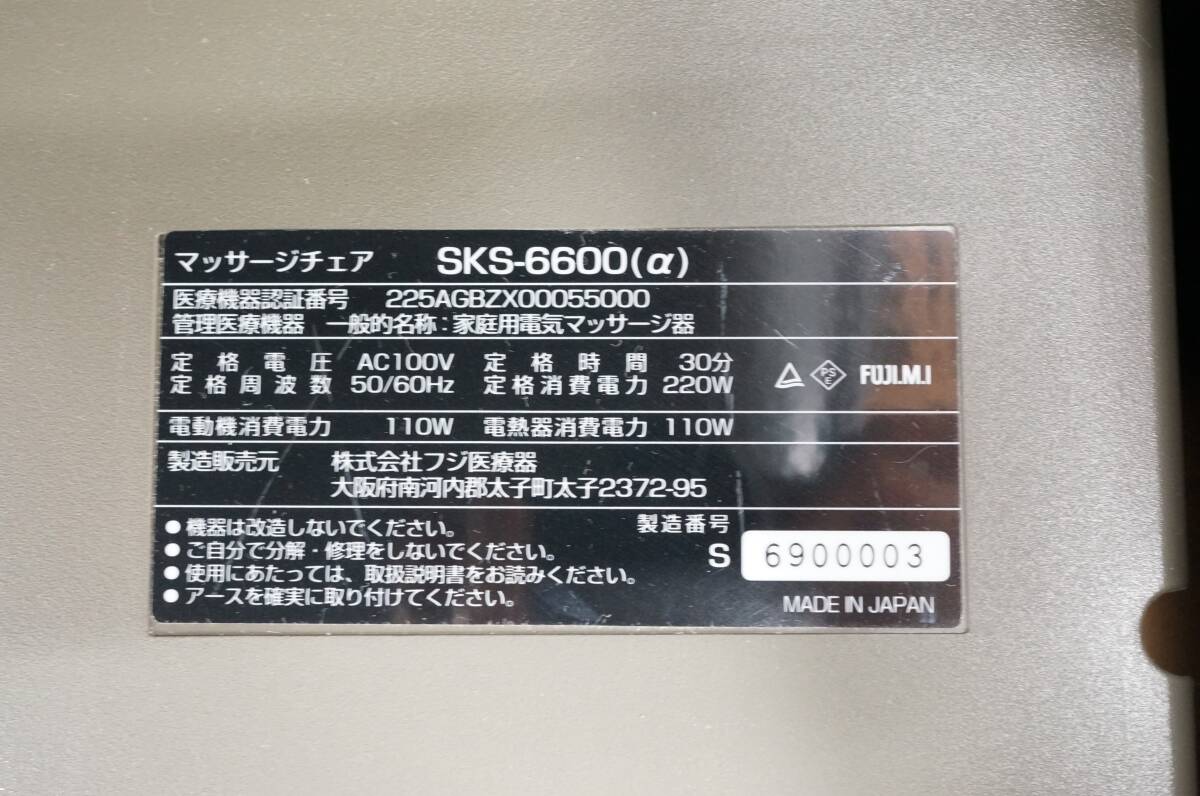 マッサージチェア SKS-6600(α)
医療機器認証番号 225AGBZX00055000
管理医療機器 一般的名称:家庭用電気マッサージ器
定格電圧 AC100V 定格時間 30分
定格周波数 50/60Hz 定格消費電力 220W
PSE FUJI.M.I
電動機消費電力 110W 電熱器消費電力 110W
製造販売元 株式会社フジ医療器
大阪府南河内郡太子町太子2372-95
●機器は改造しないでください。
●ご自分で分解・修理をしないでください。
●使用にあたっては、取扱説明書をお読みください。
●アースを確実に取り付けてください。
製造番号
S 6900003
MADE IN JAPAN